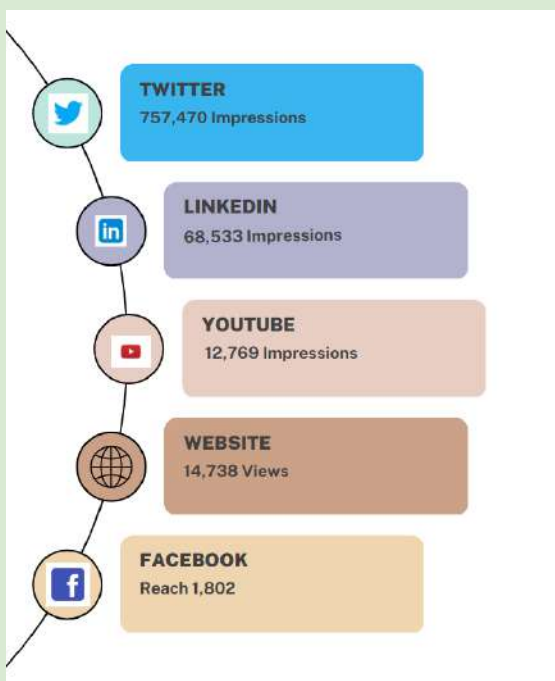 TWITTER
757,470 Impressions
in
LINKEDIN
68,533 Impressions
YOUTUBE
12,769 Impressions
WEBSITE
14,738 Views
f
FACEBOOK
Reach 1,802